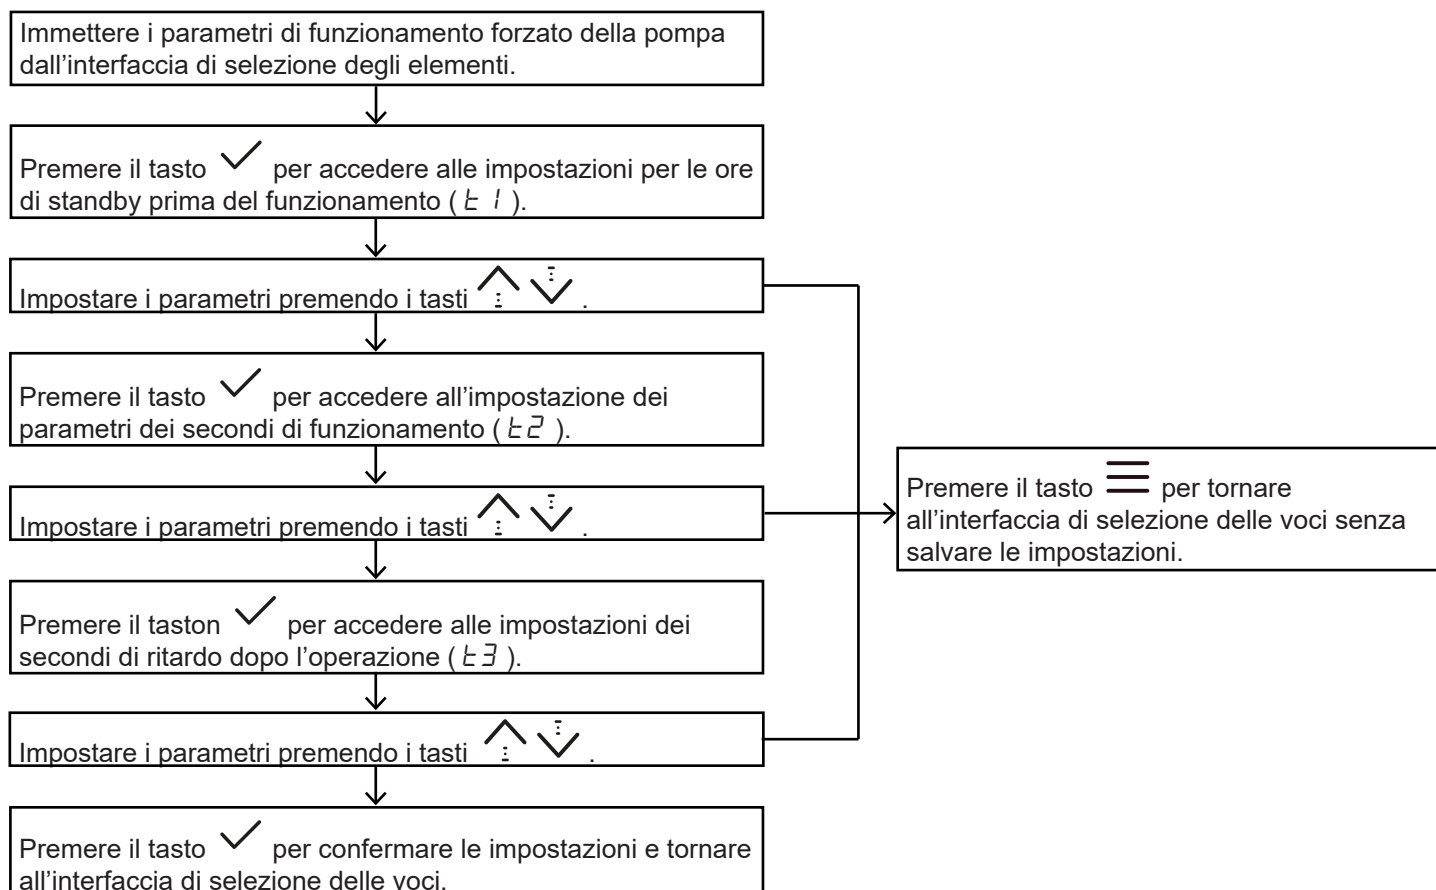 Immettere i parametri di funzionamento forzato della pompa
dall’interfaccia di selezione degli elementi.
Premere il tasto per accedere alle impostazioni per le ore
di standby prima del funzionamento ( t 1 ).
Impostare i parametri premendo i tasti .
Premere il tasto per accedere all’impostazione dei
parametri dei secondi di funzionamento ( t2 ).
Impostare i parametri premendo i tasti .
Premere il taston per accedere alle impostazioni dei
secondi di ritardo dopo l’operazione ( t3 ).
Impostare i parametri premendo i tasti .
Premere il tasto per confermare le impostazioni e tornare
all’interfaccia di selezione delle voci.
Premere il tasto per tornare
all’interfaccia di selezione delle voci senza
salvare le impostazioni.